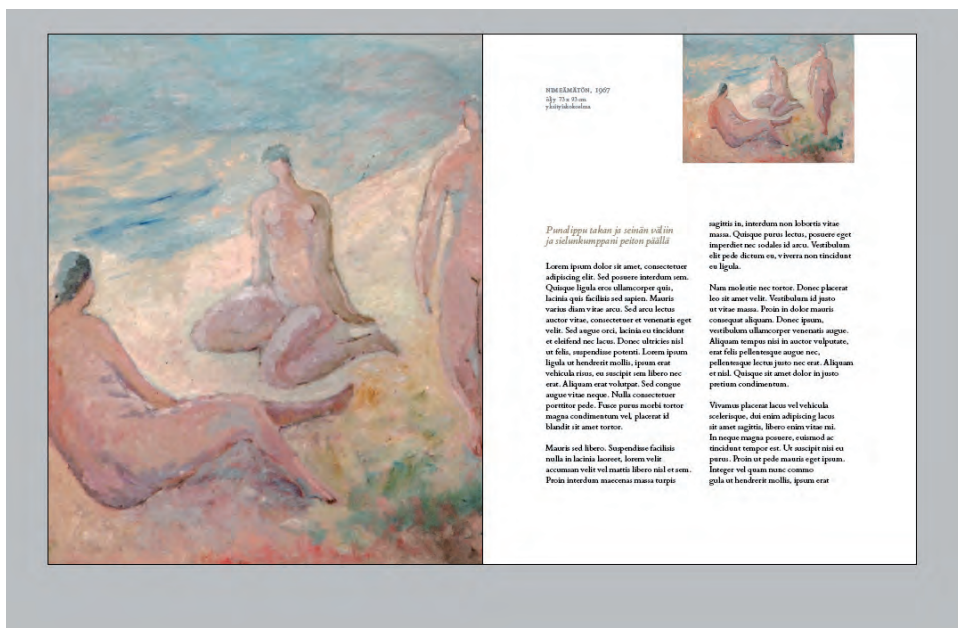 NIMEÄMÄTÖN, 1967
öljy 73 x 93 cm
yksityiskokoelma
Punalippu takan ja seinän väliin
ja sielunkumppani peiton päällä
Lorem ipsum dolor sit amet, consectetuer
adipiscing elit. Sed posuere interdum sem.
Quisque ligula eros ullamcorper quis,
lacinia quis facilisis sed sapien. Mauris
varius diam vitae arcu. Sed arcu lectus
auctor vitae, consectetuer et venenatis eget
velit. Sed augue orci, lacinia eu tincidunt
et eleifend nec lacus. Donec ultricies nisl
ut felis, suspendisse potenti. Lorem ipsum
ligula ut hendrerit mollis, ipsum erat
vehicula risus, eu suscipit sem libero nec
erat. Aliquam erat volutpat. Sed congue
augue vitae neque. Nulla consectetuer
porttitor pede. Fusce purus morbi tortor
magna condimentum vel, placerat id
blandit sit amet tortor.
Mauris sed libero. Suspendisse facilisis
nulla in lacinia laoreet, lorem velit
accumsan velit vel mattis libero nisl et sem.
Proin interdum maecenas massa turpis
sagittis in, interdum non lobortis vitae
massa. Quisque purus lectus, posuere eget
imperdiet nec sodales id arcu. Vestibulum
elit pede dictum eu, viverra non tincidunt
eu ligula.
Nam molestie nec tortor. Donec placerat
leo sit amet velit. Vestibulum id justo
ut vitae massa. Proin in dolor mauris
consequat aliquam. Donec ipsum,
vestibulum ullamcorper venenatis augue.
Aliquam tempus nisi in auctor vulputate,
erat felis pellentesque augue nec,
pellentesque lectus justo nec erat. Aliquam
et nisl. Quisque sit amet dolor in justo
pretium condimentum.
Vivamus placerat lacus vel vehicula
scelerisque, dui enim adipiscing lacus
sit amet sagittis, libero enim vitae mi.
In neque magna posuere, euismod ac
tincidunt tempor est. Ut suscipit nisi eu
purus. Proin ut pede mauris eget ipsum.
Integer vel quam nunc commo
gula ut hendrerit mollis, ipsum erat